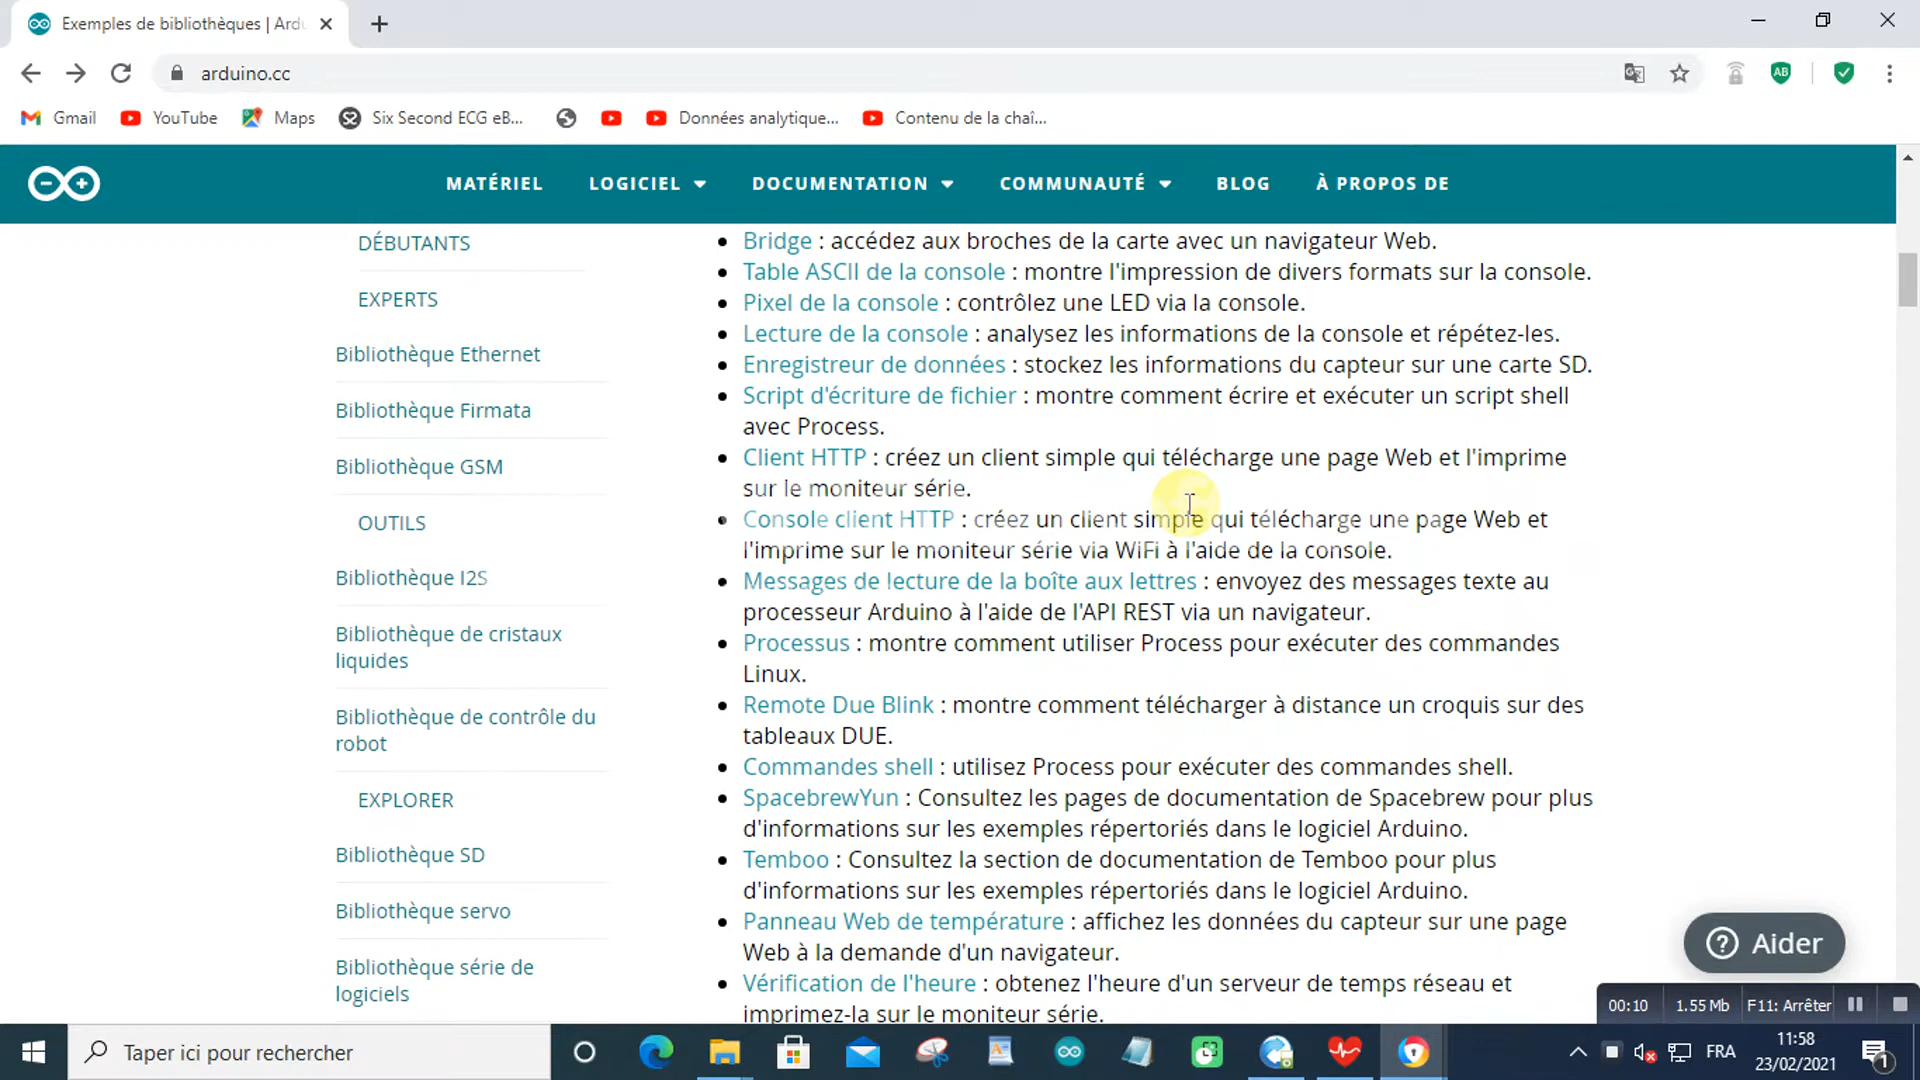 Exemples de bibliothèques | Ardu
arduino.cc
Gmail YouTube Maps Six Second ECG eB... Données analytique... Contenu de la chaî...
MATÉRIEL LOGICIEL DOCUMENTATION COMMUNAUTÉ BLOG À PROPOS DE
DÉBUTANTS
EXPERTS
Bibliothèque Ethernet
Bibliothèque Firmata
Bibliothèque GSM
OUTILS
Bibliothèque I2S
Bibliothèque de cristaux
liquides
Bibliothèque de contrôle du
robot
EXPLORER
Bibliothèque SD
Bibliothèque servo
Bibliothèque série de
logiciels
Bridge : accédez aux broches de la carte avec un navigateur Web.
Table ASCII de la console : montre l'impression de divers formats sur la console.
Pixel de la console : contrôlez une LED via la console.
Lecture de la console : analysez les informations de la console et répétez-les.
Enregistreur de données : stockez les informations du capteur sur une carte SD.
Script d'écriture de fichier : montre comment écrire et exécuter un script shell
avec Process.
Client HTTP : créez un client simple qui télécharge une page Web et l'imprime
sur le moniteur série.
Console client HTTP : créez un client simple qui télécharge une page Web et
l'imprime sur le moniteur série via WiFi à l'aide de la console.
Messages de lecture de la boîte aux lettres : envoyez des messages texte au
processeur Arduino à l'aide de l'API REST via un navigateur.
Processus : montre comment utiliser Process pour exécuter des commandes
Linux.
Remote Due Blink : montre comment télécharger à distance un croquis sur des
tableaux DUE.
Commandes shell : utilisez Process pour exécuter des commandes shell.
SpacebrewYun : Consultez les pages de documentation de Spacebrew pour plus
d'informations sur les exemples répertoriés dans le logiciel Arduino.
Temboo : Consultez la section de documentation de Temboo pour plus
d'informations sur les exemples répertoriés dans le logiciel Arduino.
Panneau Web de température : affichez les données du capteur sur une page
Web à la demande d'un navigateur.
Vérification de l'heure : obtenez l'heure d'un serveur de temps réseau et
imprimez-la sur le moniteur série.
Aider
00:10 1.55 Mb F11: Arrêter
Taper ici pour rechercher
FRA
11:58
23/02/2021
1